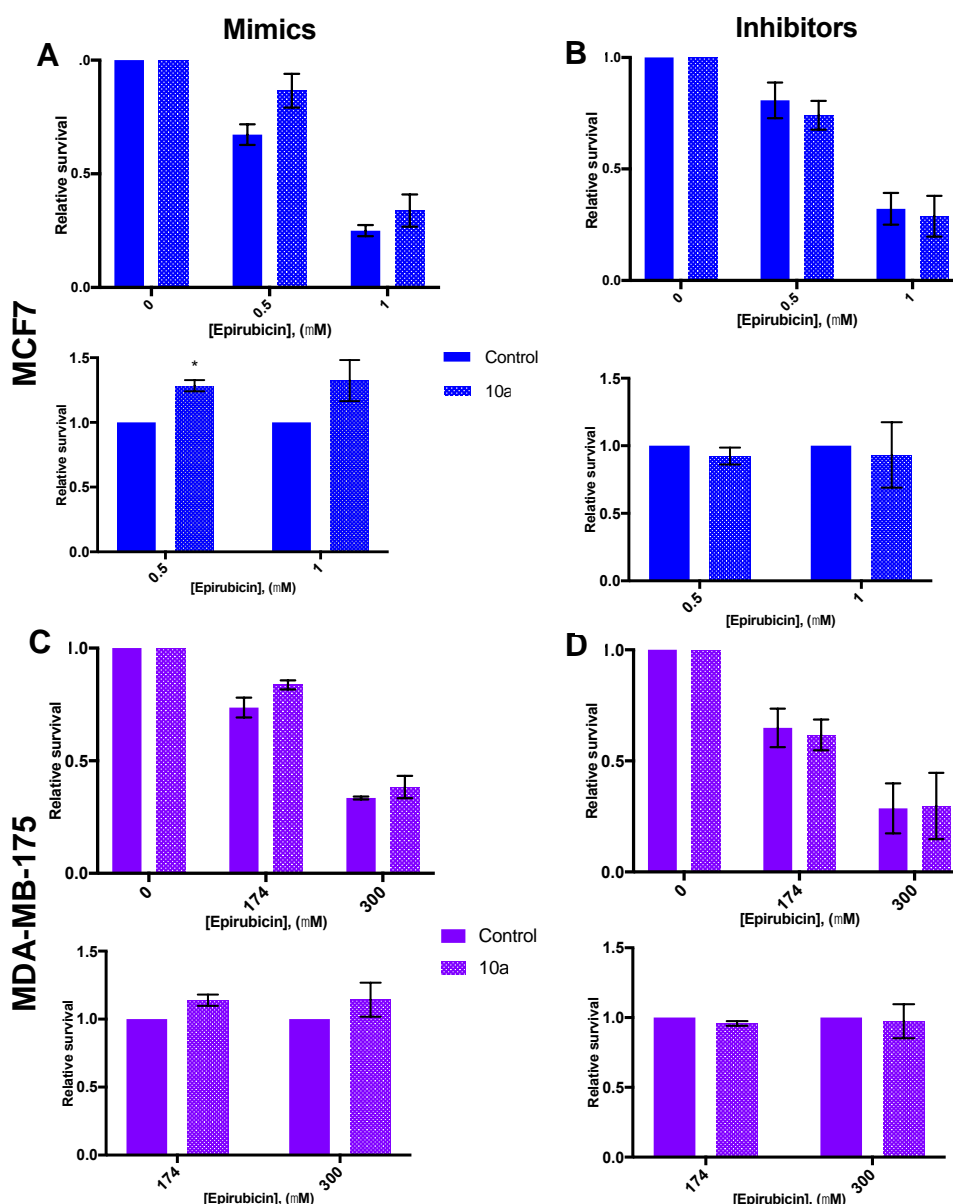 Mimics
Inhibitors
MCF7
MDA-MB-175
A
.0
0.5
0.0
Relative survival
0
0.5
1
[Epirubicin], (mM)
B
1.0
0.5
0.0
Relative survival
0
0.5
1
[Epirubicin], (mM)
1.5
1.0
0.5
0.0
Relative survival
*
0.5
1
[Epirubicin], (mM)
Control
10a
1.5
1.0
0.5
0.0
Relative survival
0.5
1
[Epirubicin], (mM)
C
1.0
0.5
0.0
Relative survival
0
174
300
[Epirubicin], (mM)
D
1.0
0.5
0.0
Relative survival
0
174
300
[Epirubicin], (mM)
1.5
1.0
0.5
0.0
Relative survival
174
300
[Epirubicin], (mM)
Control
10a
1.5
1.0
0.5
0.0
Relative survival
174
300
[Epirubicin], (mM)